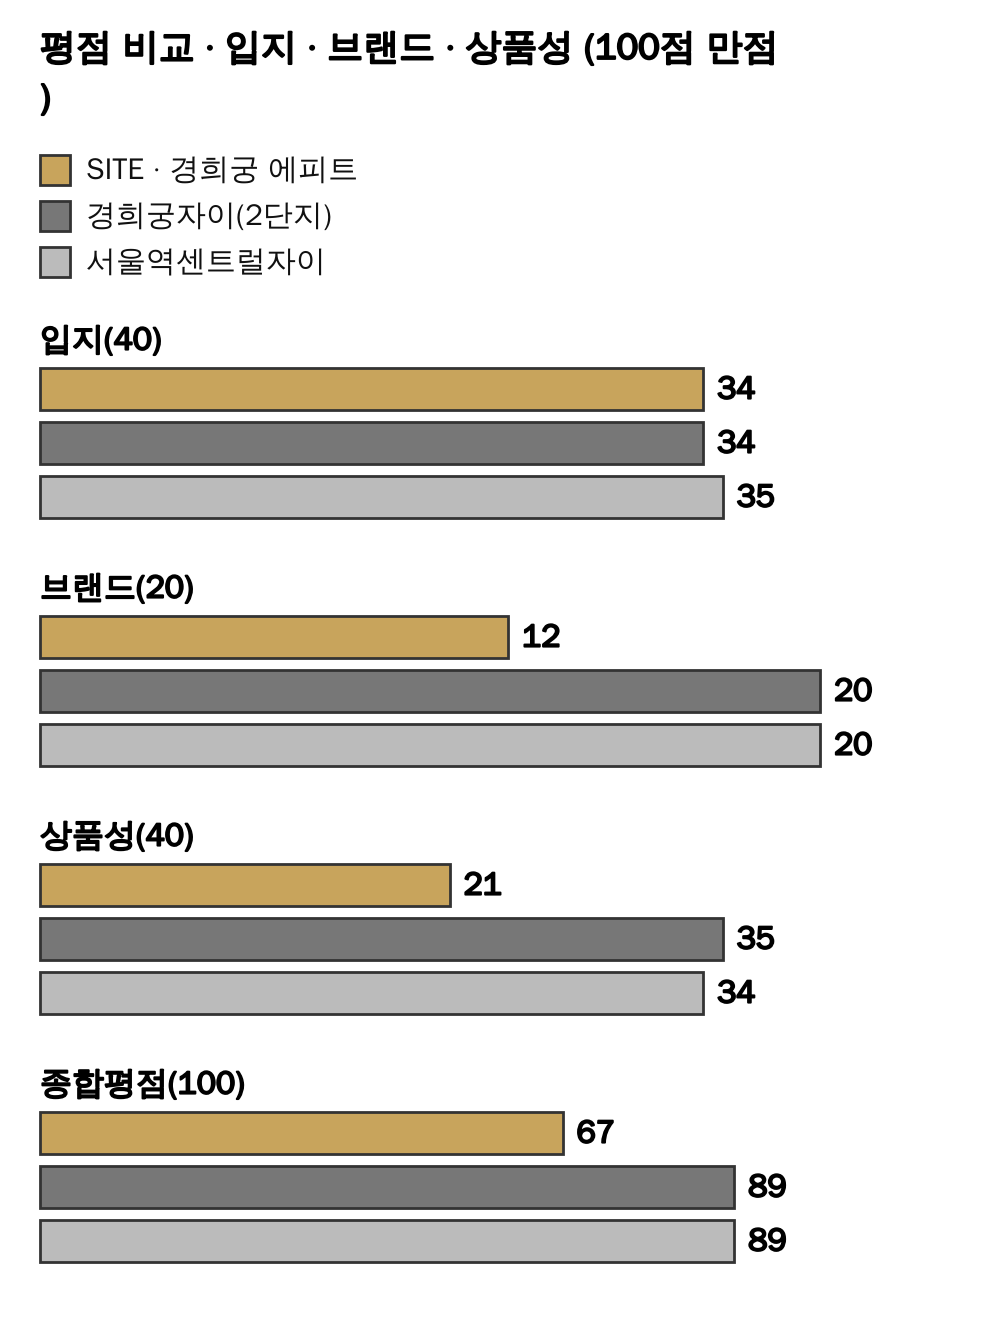 평점 비교 · 입지 · 브랜드 · 상품성 (100점 만점
)
SITE · 경희궁 에피트
경희궁자이(2단지)
서울역센트럴자이
입지(40)
34
34
35
브랜드(20)
12
20
20
상품성(40)
21
35
34
종합평점(100)
67
89
89